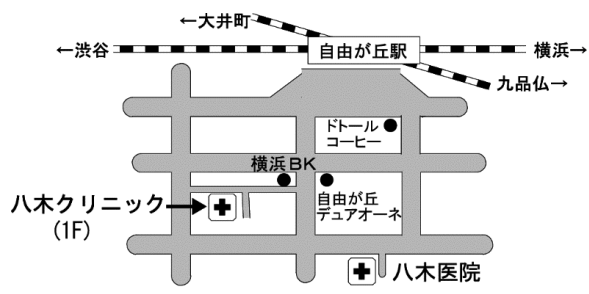 ←大井町
←渋谷
自由が丘駅
横浜→
九品仏→
ドトール
コーヒー
横浜BK
自由が丘
デュアオーネ
八木クリニック
(1F)
八木医院